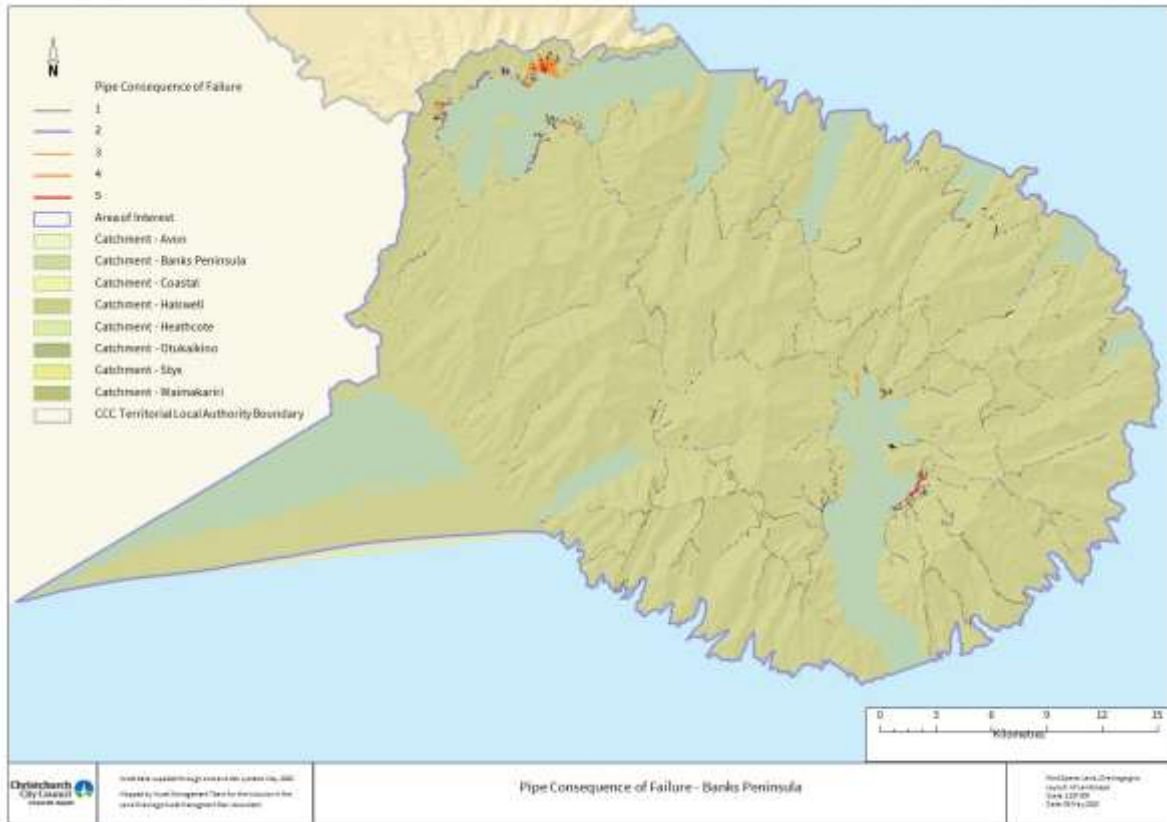 N
Pipe Consequence of Failure
1
2
3
4
5
Area of Interest
Catchment - Avon
Catchment - Banks Peninsula
Catchment - Coastal
Catchment - Halswell
Catchment - Heathcote
Catchment - Otukaikino
Catchment - Styx
Catchment - Waimakariri
CCC Territorial Local Authority Boundary
0 3 6 9 12 15
Kilometres
Christchurch
City Council
Pipe Consequence of Failure - Banks Peninsula